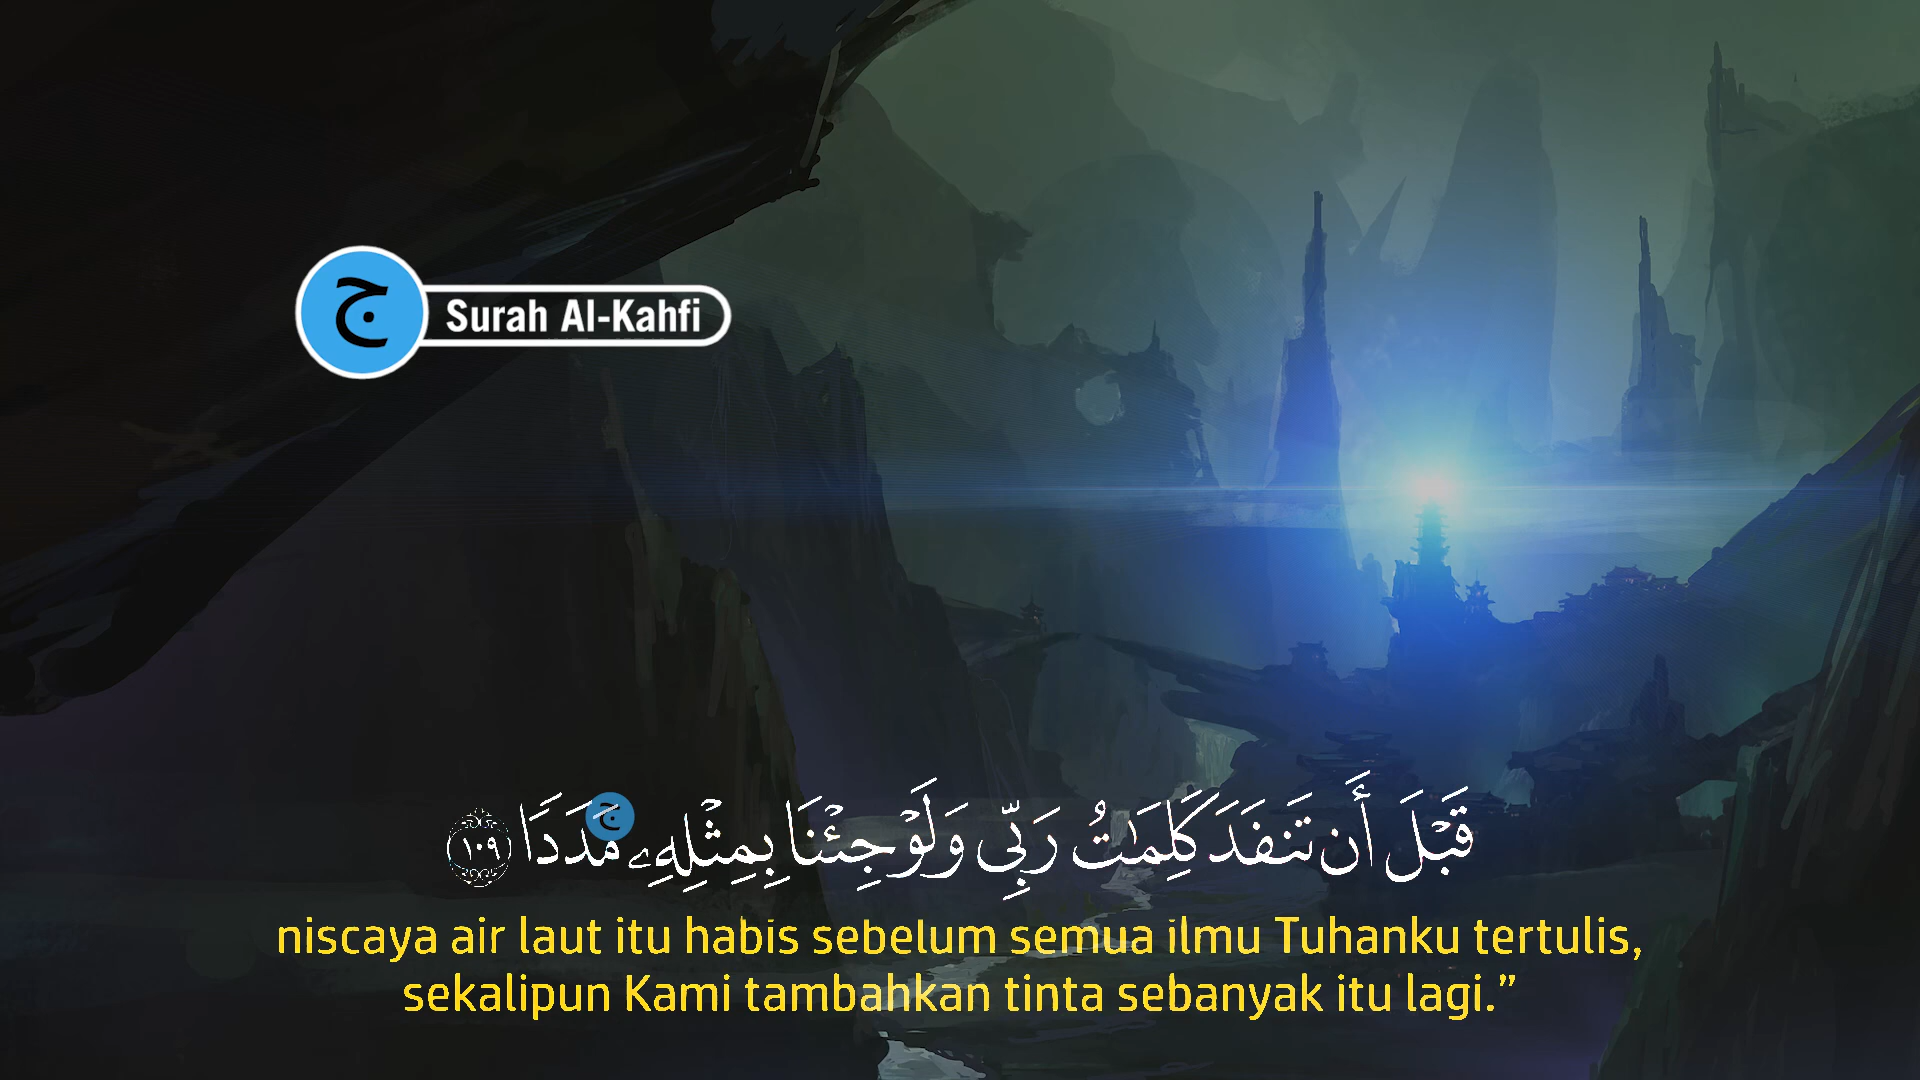 ج
Surah Al-Kahfi
قَبْلَ أَن تَنفَدَ كَلِمَٰتُ رَبِّى وَلَوْ جِئْنَا بِمِثْلِهِۦ مَدَدًا ١٠٩
ج
niscaya air laut itu habis sebelum semua ilmu Tuhanku tertulis,
sekalipun Kami tambahkan tinta sebanyak itu lagi.”